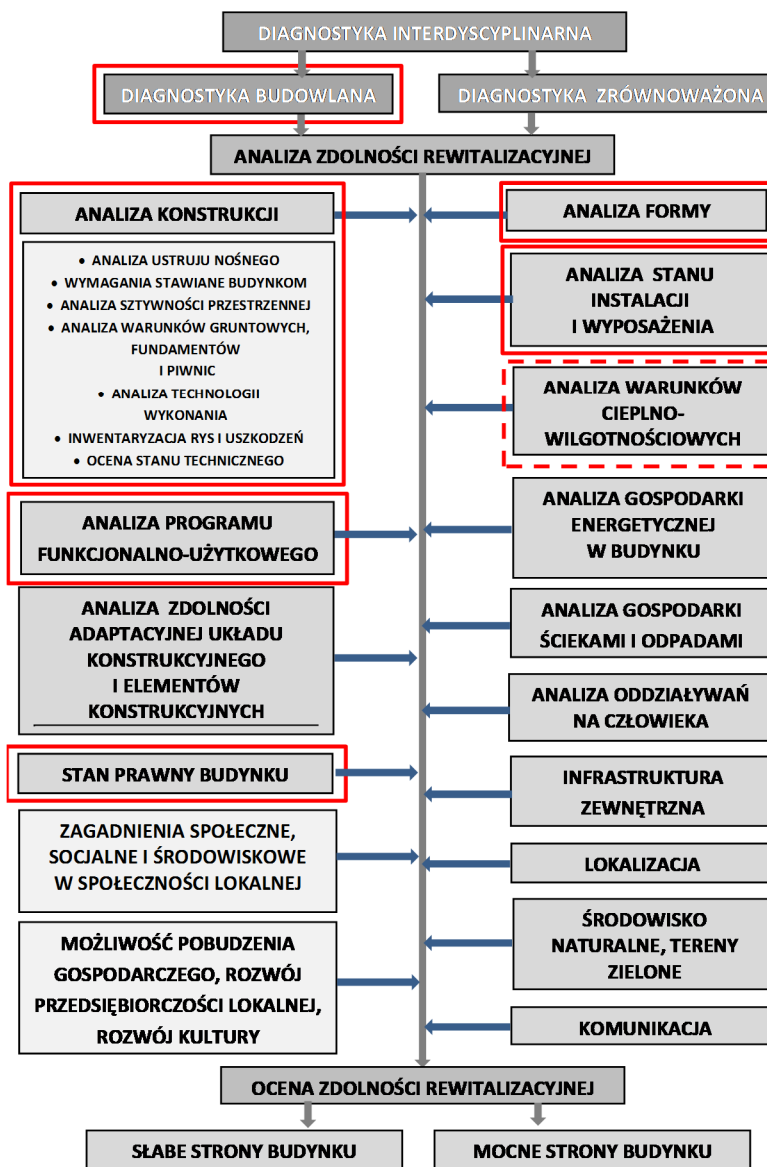 DIAGNOSTYKA INTERDYSCYPLINARNA
DIAGNOSTYKA BUDOWLANA
DIAGNOSTYKA ZRÓWNOWAŻONA
ANALIZA ZDOLNOŚCI REWITALIZACYJNEJ
ANALIZA KONSTRUKCJI
• ANALIZA USTRUJU NOŚNEGO
• WYMAGANIA STAWIANE BUDYNKOM
• ANALIZA SZTYWNOŚCI PRZESTRZENNEJ
• ANALIZA WARUNKÓW GRUNTOWYCH,
FUNDAMENTÓW
I PIWNIC
• ANALIZA TECHNOLOGII
WYKONANIA
• INWENTARYZACJA RYS I USZKODZEŃ
• OCENA STANU TECHNICZNEGO
ANALIZA PROGRAMU
FUNKCJONALNO-UŻYTKOWEGO
ANALIZA ZDOLNOŚCI
ADAPTACYJNEJ UKŁADU
KONSTRUKCYJNEGO
I ELEMENTÓW
KONSTRUKCYJNYCH
STAN PRAWNY BUDYNKU
ZAGADNIENIA SPOŁECZNE,
SOCJALNE I ŚRODOWISKOWE
W SPOŁECZNOŚCI LOKALNEJ
MOŻLIWOŚĆ POBUDZENIA
GOSPODARCZEGO, ROZWÓJ
PRZEDSIĘBIORCZOŚCI LOKALNEJ,
ROZWÓJ KULTURY
ANALIZA FORMY
ANALIZA STANU
INSTALACJI
I WYPOSAŻENIA
ANALIZA WARUNKÓW
CIEPLNO-
WILGOTNOŚCIOWYCH
ANALIZA GOSPODARKI
ENERGETYCZNEJ
W BUDYNKU
ANALIZA GOSPODARKI
ŚCIEKAMI I ODPADAMI
ANALIZA ODDZIAŁYWAŃ
NA CZŁOWIEKA
INFRASTRUKTURA
ZEWNĘTRZNA
LOKALIZACJA
ŚRODOWISKO
NATURALNE, TERENY
ZIELONE
KOMUNIKACJA
OCENA ZDOLNOŚCI REWITALIZACYJNEJ
SŁABE STRONY BUDYNKU
MOCNE STRONY BUDYNKU